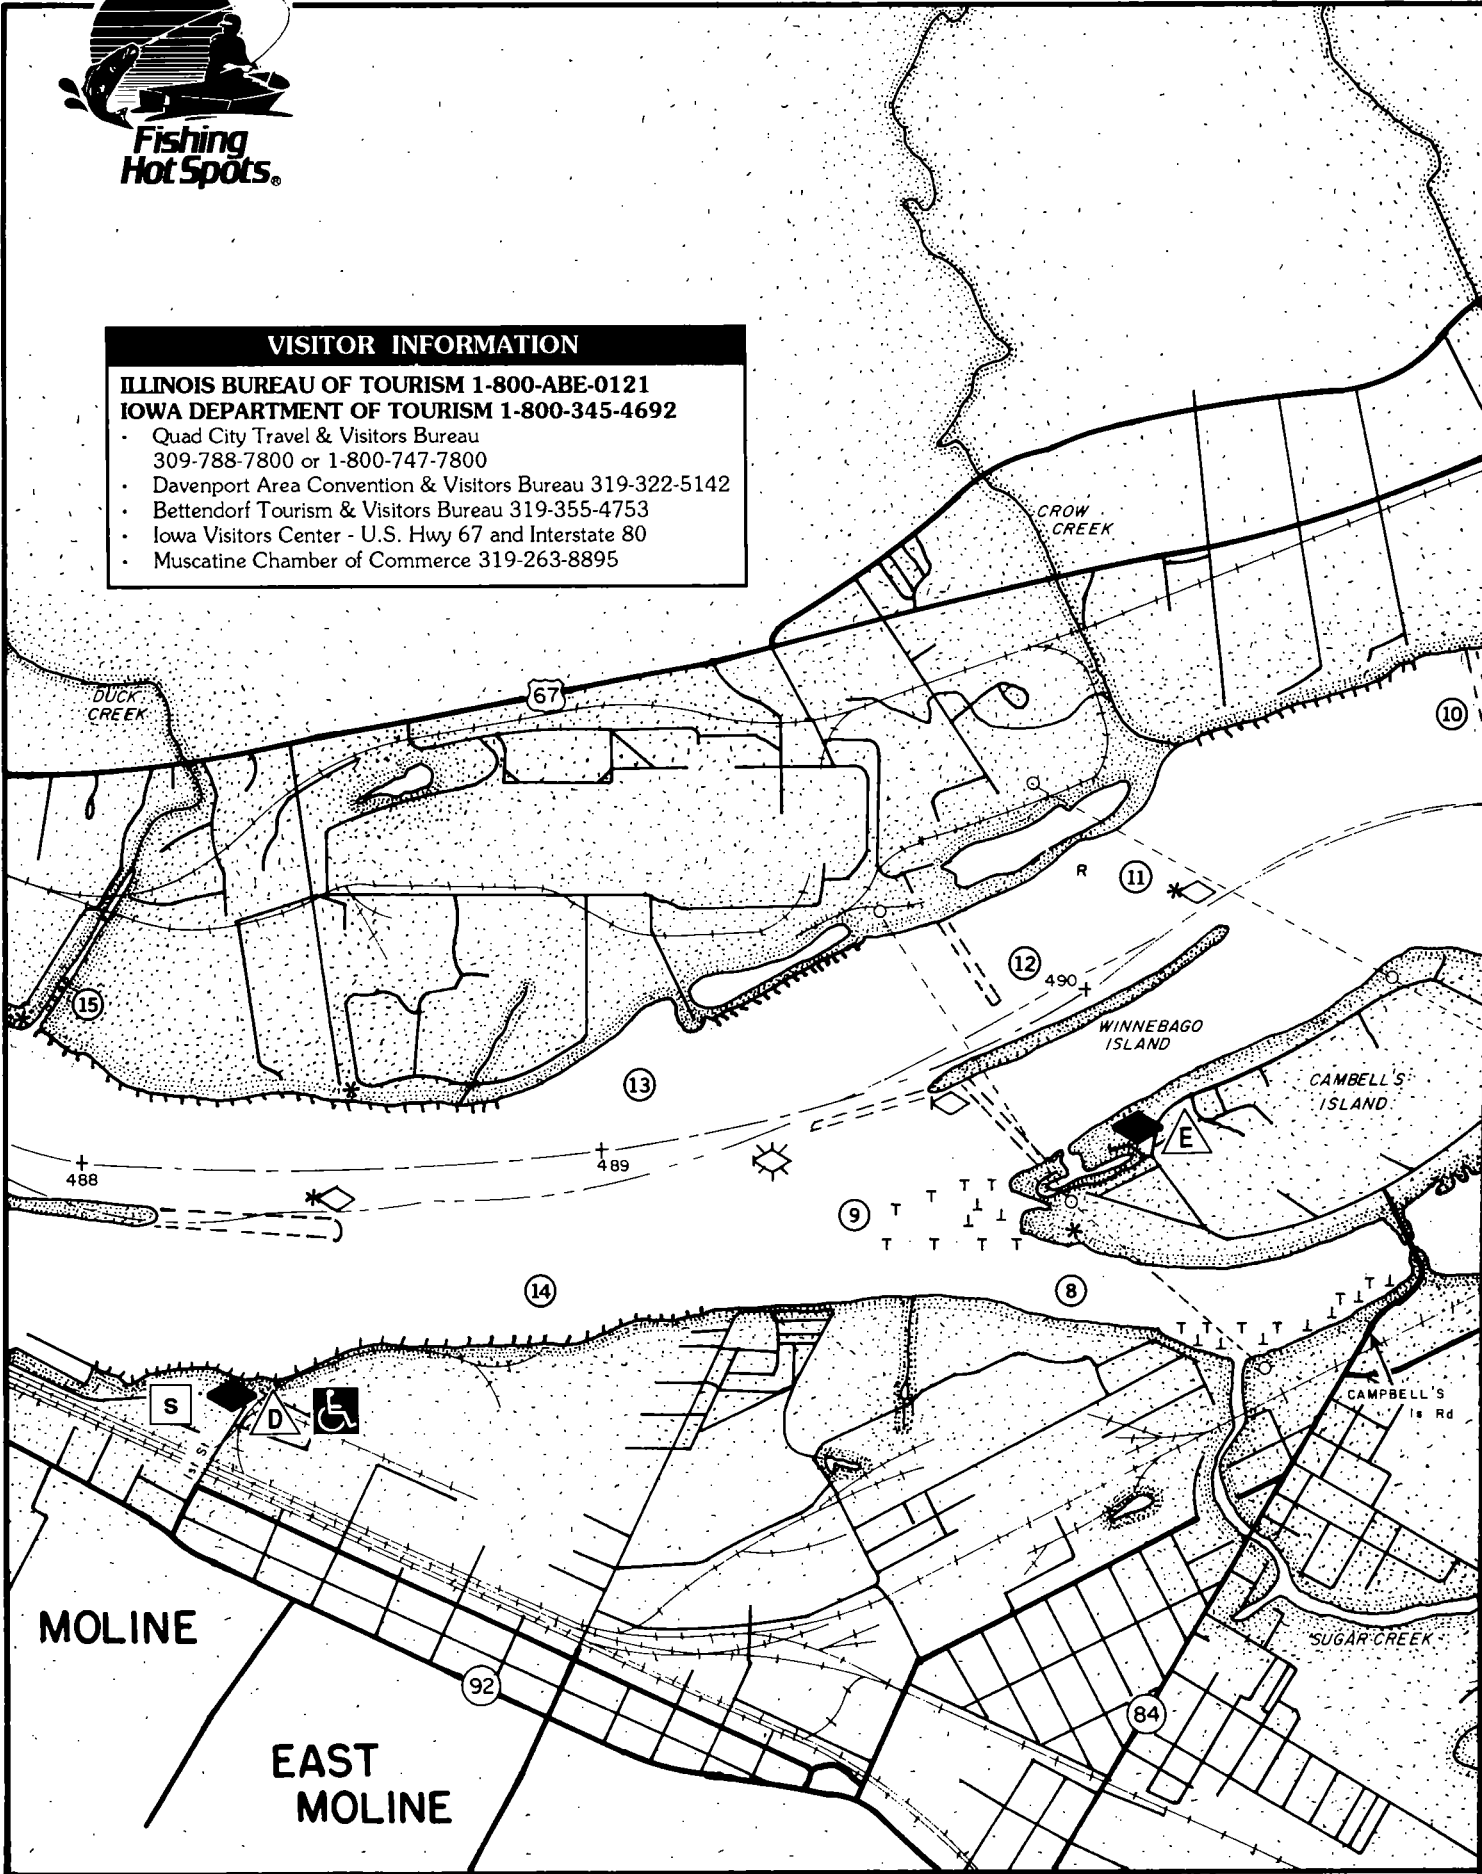 Fishing
Hot Spots®
VISITOR INFORMATION
ILLINOIS BUREAU OF TOURISM 1-800-ABE-0121
IOWA DEPARTMENT OF TOURISM 1-800-345-4692
· Quad City Travel & Visitors Bureau
309-788-7800 or 1-800-747-7800
· Davenport Area Convention & Visitors Bureau 319-322-5142
· Bettendorf Tourism & Visitors Bureau 319-355-4753
· Iowa Visitors Center - U.S. Hwy 67 and Interstate 80
· Muscatine Chamber of Commerce 319-263-8895
CROW
CREEK
DUCK
CREEK
67
10
R
11
12
490
15
WINNEBAGO
ISLAND
13
CAMBELL'S
ISLAND
E
488
489
9
14
8
S
D
CAMPBELL'S
Is Rd
1st St
MOLINE
SUGAR CREEK
92
84
EAST
MOLINE